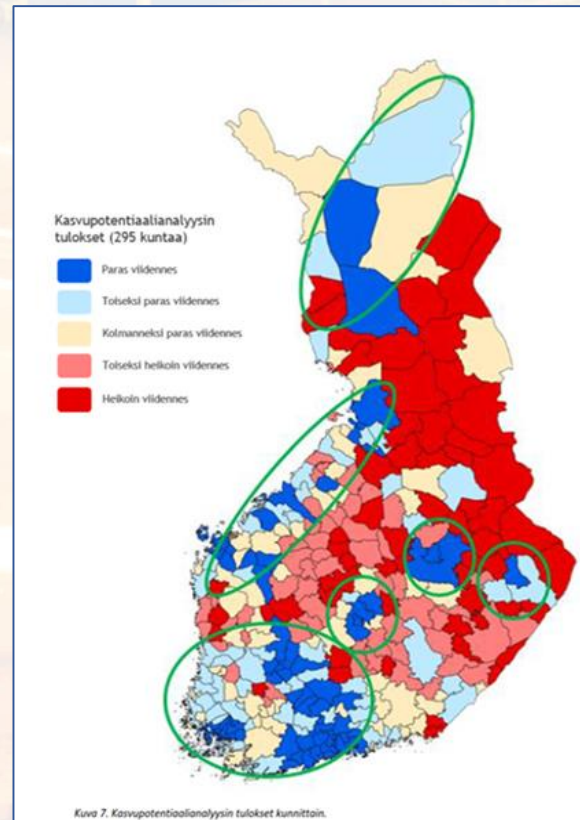 Kasvupotentiaalianalyysin
tulokset (295 kuntaa)
Paras viidennes
Toiseksi paras viidennes
Kolmanneksi paras viidennes
Toiseksi heikoin viidennes
Heikoin viidennes
Kuva 7. Kasvupotentiaalianalyysin tulokset kunnittain.